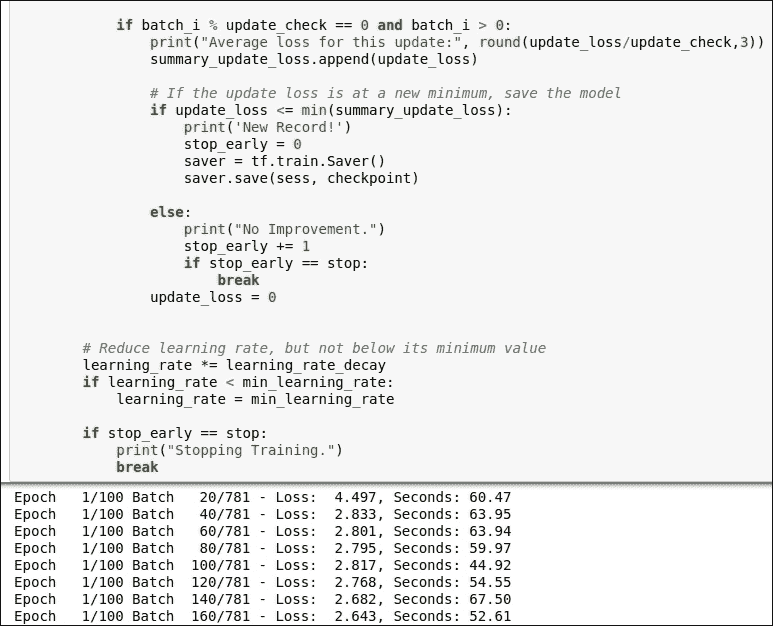 if batch_i % update_check == 0 and batch_i > 0:
print("Average loss for this update:", round(update_loss/update_check,3))
summary_update_loss.append(update_loss)
# If the update loss is at a new minimum, save the model
if update_loss <= min(summary_update_loss):
print('New Record!')
stop_early = 0
saver = tf.train.Saver()
saver.save(sess, checkpoint)
else:
print("No Improvement.")
stop_early += 1
if stop_early == stop:
break
update_loss = 0
# Reduce learning rate, but not below its minimum value
learning_rate *= learning_rate_decay
if learning_rate < min_learning_rate:
learning_rate = min_learning_rate
if stop_early == stop:
print("Stopping Training.")
break
Epoch   1/100 Batch   20/781 - Loss:  4.497, Seconds: 60.47
Epoch   1/100 Batch   40/781 - Loss:  2.833, Seconds: 63.95
Epoch   1/100 Batch   60/781 - Loss:  2.801, Seconds: 63.94
Epoch   1/100 Batch   80/781 - Loss:  2.795, Seconds: 59.97
Epoch   1/100 Batch  100/781 - Loss:  2.817, Seconds: 44.92
Epoch   1/100 Batch  120/781 - Loss:  2.768, Seconds: 54.55
Epoch   1/100 Batch  140/781 - Loss:  2.682, Seconds: 67.50
Epoch   1/100 Batch  160/781 - Loss:  2.643, Seconds: 52.61